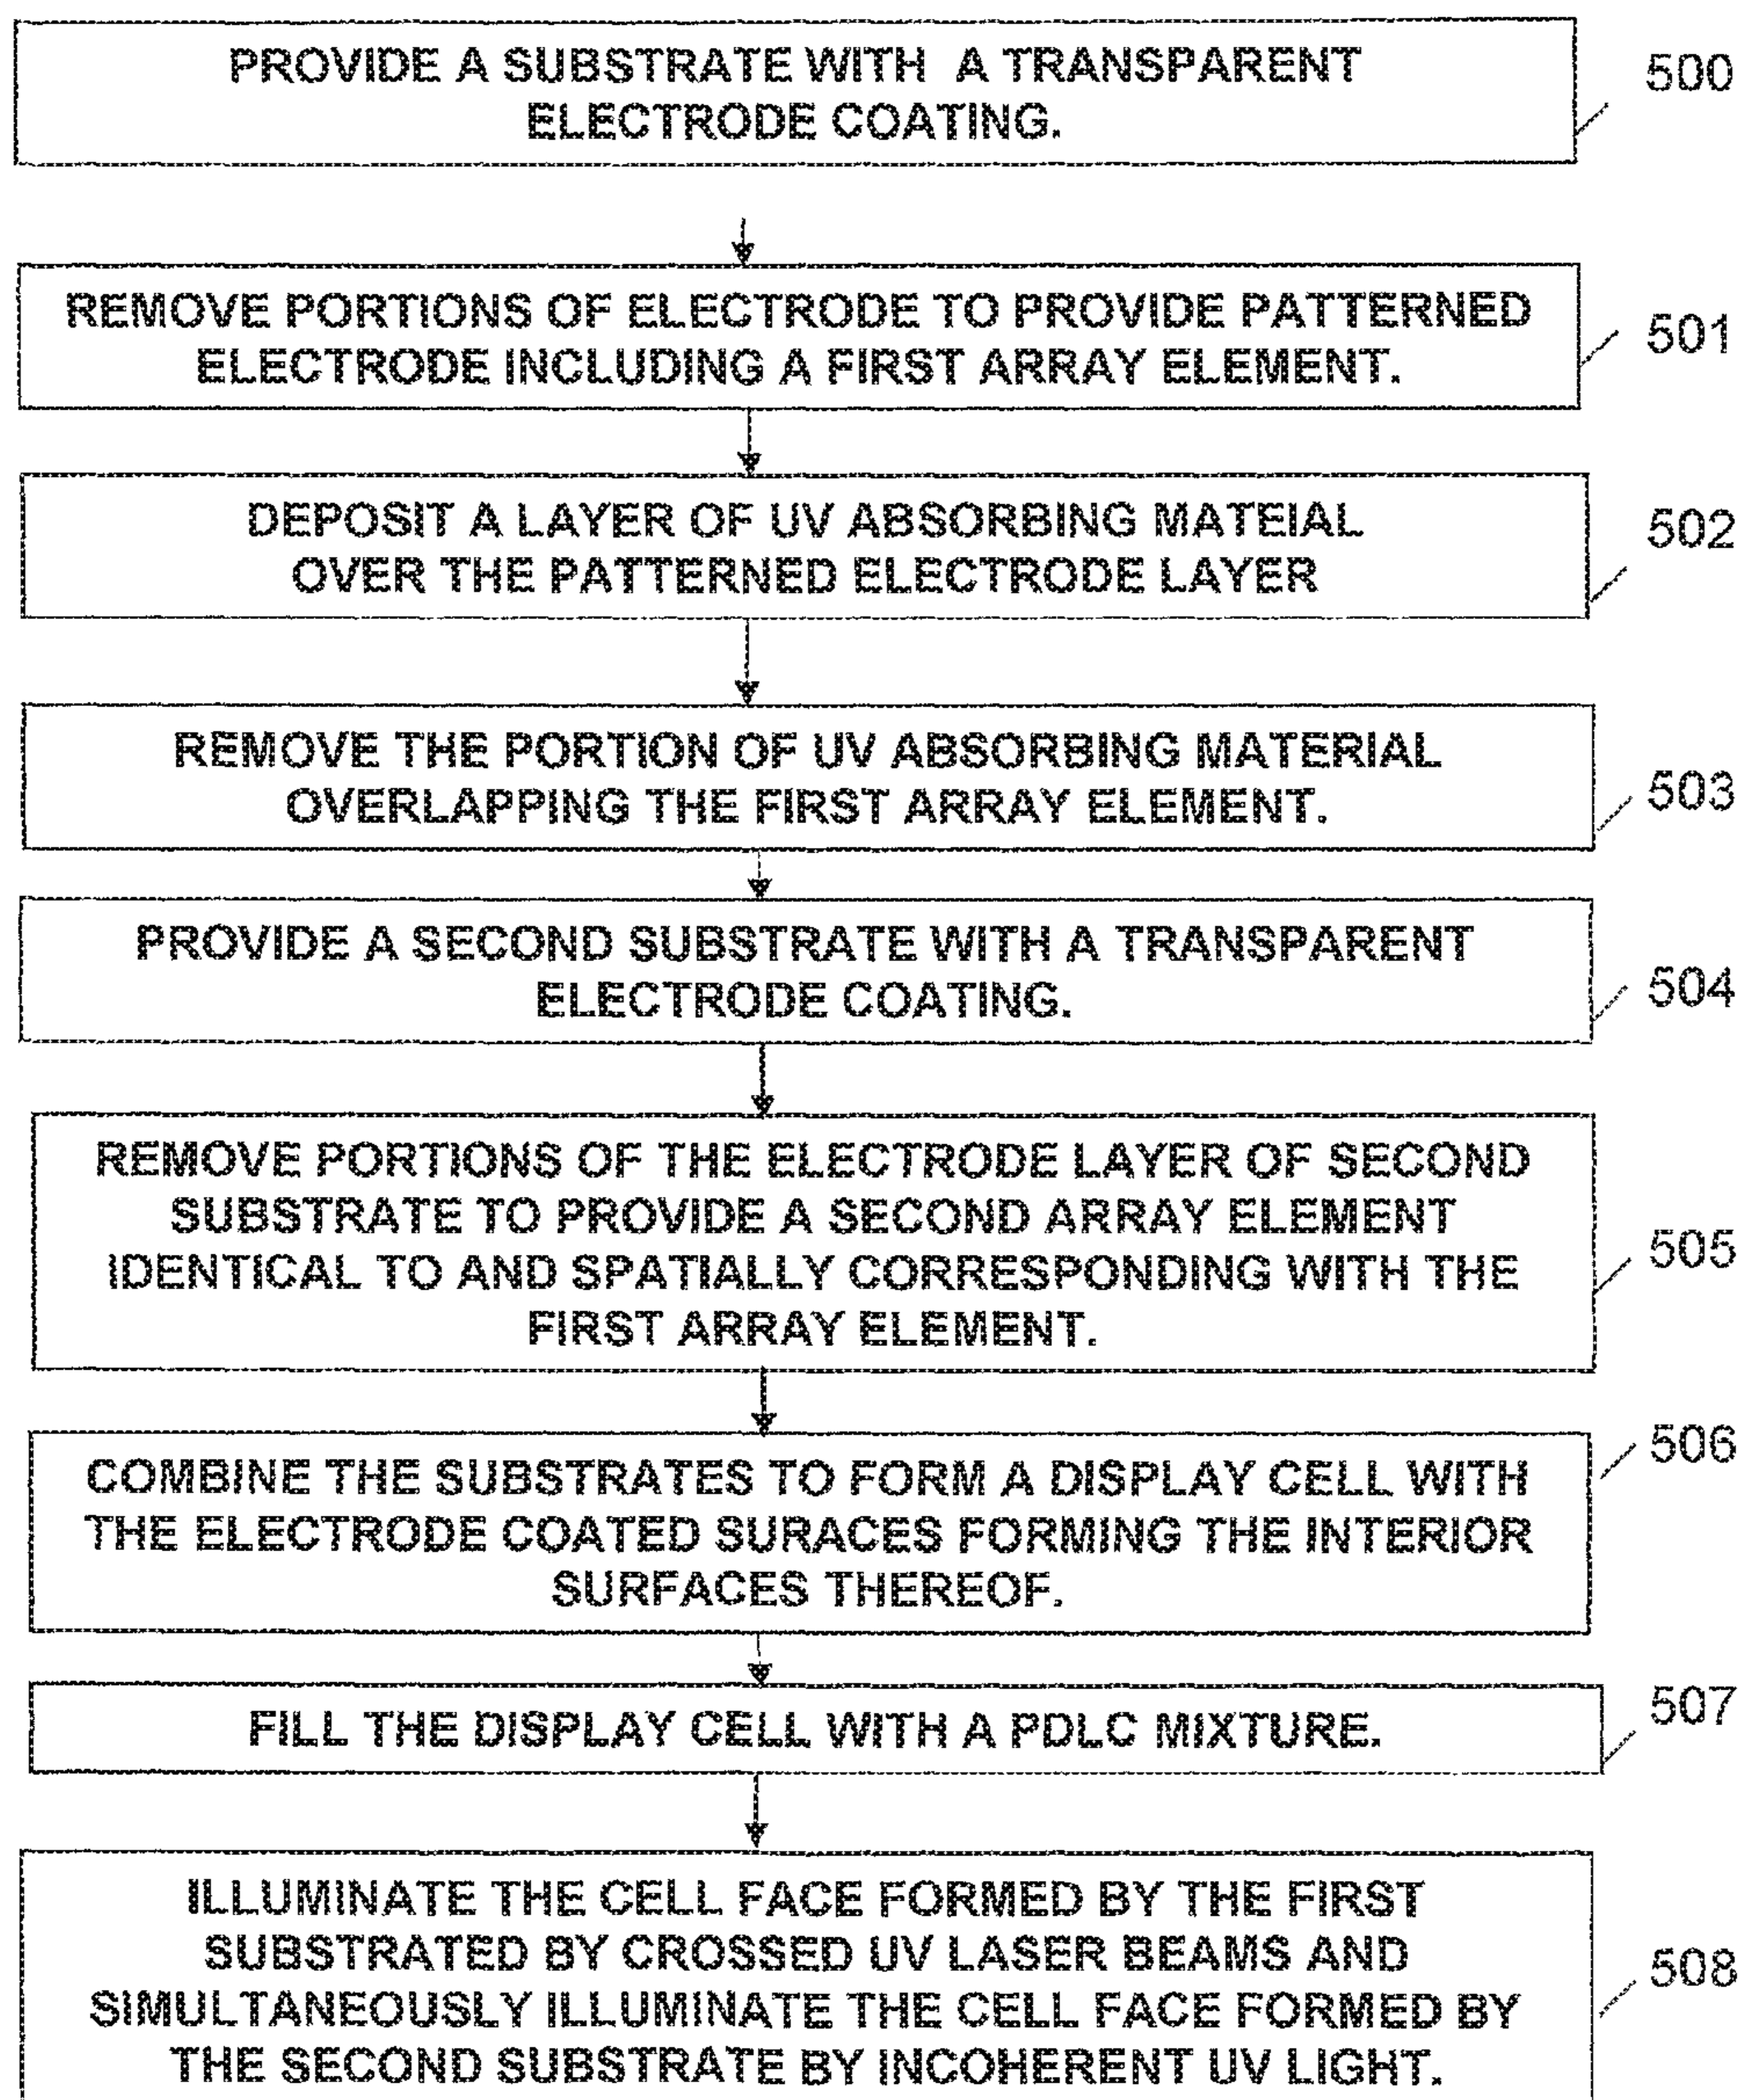 PROVIDE A SUBSTRATE WITH A TRANSPARENT
ELECTRODE COATING.
500
REMOVE PORTIONS OF ELECTRODE TO PROVIDE PATTERNED
ELECTRODE INCLUDING A FIRST ARRAY ELEMENT.
501
DEPOSIT A LAYER OF UV ABSORBING MATEIAL
OVER THE PATTERNED ELECTRODE LAYER
502
REMOVE THE PORTION OF UV ABSORBING MATERIAL
OVERLAPPING THE FIRST ARRAY ELEMENT.
503
PROVIDE A SECOND SUBSTRATE WITH A TRANSPARENT
ELECTRODE COATING.
504
REMOVE PORTIONS OF THE ELECTRODE LAYER OF SECOND
SUBSTRATE TO PROVIDE A SECOND ARRAY ELEMENT
IDENTICAL TO AND SPATIALLY CORRESPONDING WITH THE
FIRST ARRAY ELEMENT.
505
COMBINE THE SUBSTRATES TO FORM A DISPLAY CELL WITH
THE ELECTRODE COATED SURACES FORMING THE INTERIOR
SURFACES THEREOF.
506
FILL THE DISPLAY CELL WITH A PDLC MIXTURE.
507
ILLUMINATE THE CELL FACE FORMED BY THE FIRST
SUBSTRATED BY CROSSED UV LASER BEAMS AND
SIMULTANEOUSLY ILLUMINATE THE CELL FACE FORMED BY
THE SECOND SUBSTRATE BY INCOHERENT UV LIGHT.
508